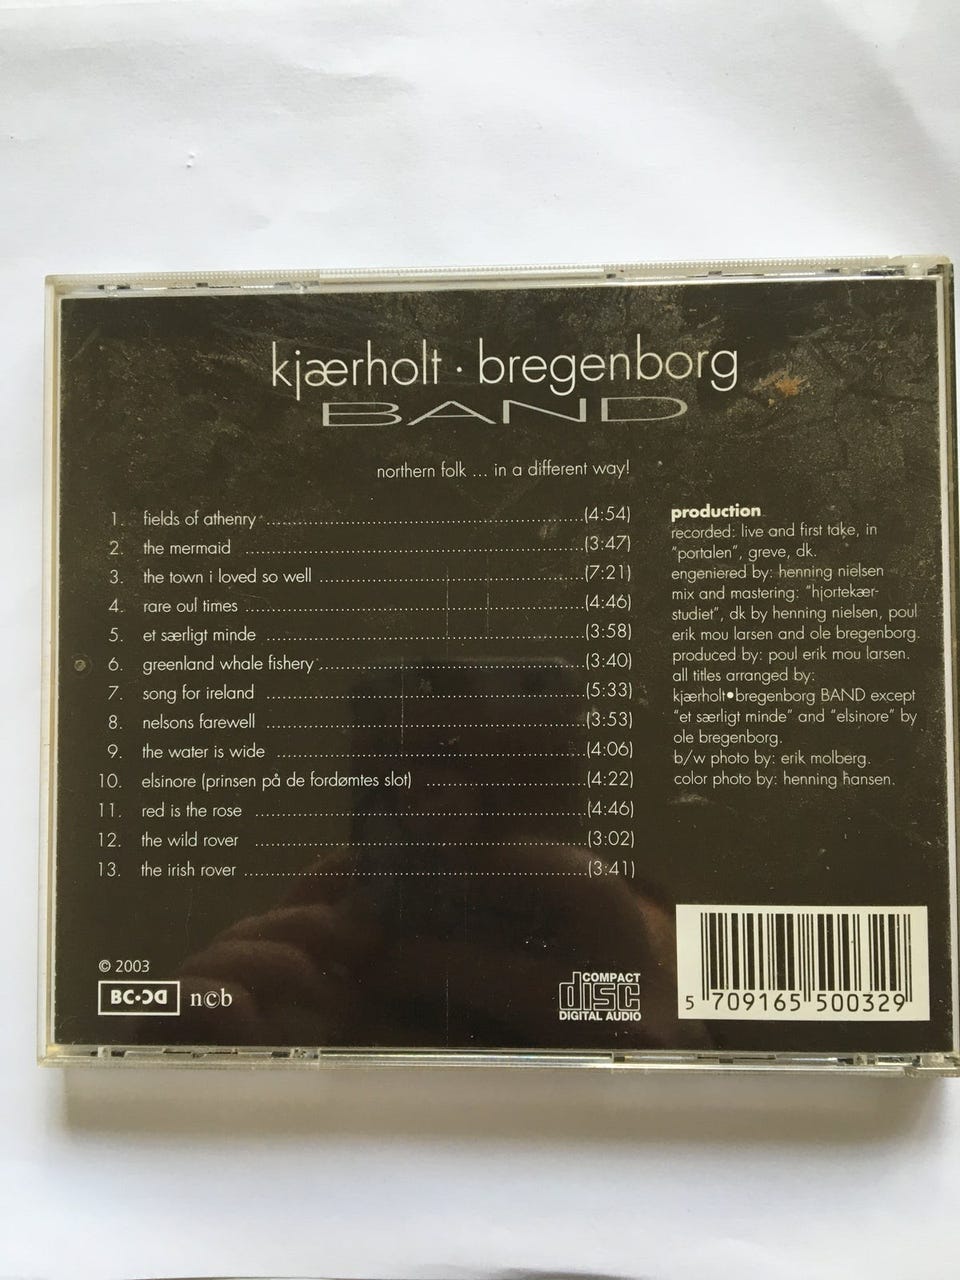 kjærholt · bregenborg
BAND
northern folk ... in a different way!
1. fields of athenry (4:54)
2. the mermaid (3:47)
3. the town i loved so well (7:21)
4. rare oul times (4:46)
5. et særligt minde (3:58)
6. greenland whale fishery (3:40)
7. song for ireland (5:33)
8. nelsons farewell (3:53)
9. the water is wide (4:06)
10. elsinore (prinsen på de fordømtes slot) (4:22)
11. red is the rose (4:46)
12. the wild rover (3:02)
13. the irish rover (3:41)
production
recorded: live and first take, in
"portalen", greve, dk.
engeniered by: henning nielsen
mix and mastering: "hjortekær-
studiet", dk by henning nielsen, poul
erik mou larsen and ole bregenborg.
produced by: poul erik mou larsen.
all titles arranged by:
kjærholt•bregenborg BAND except
"et særligt minde" and "elsinore" by
ole bregenborg.
b/w photo by: erik molberg.
color photo by: henning hansen.
© 2003
BC·CD n©b
COMPACT
disc
DIGITAL AUDIO
5 709165 500329